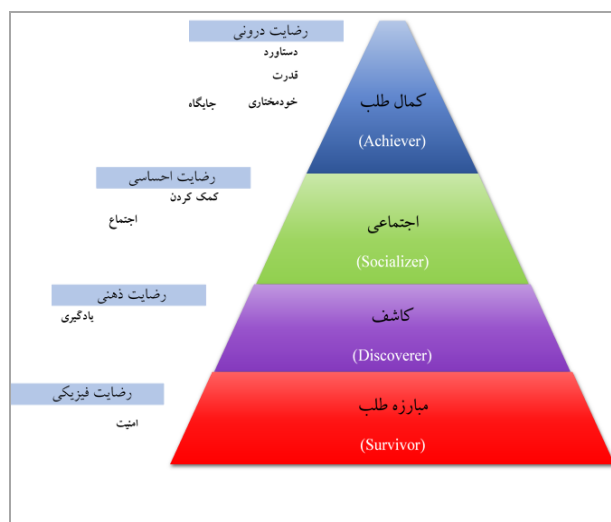 رضایت درونی
دستاورد
قدرت
خودمختاری جایگاه
کمال طلب
(Achiever)
رضایت احساسی
کمک کردن
اجتماع
اجتماعی
(Socializer)
رضایت ذهنی
یادگیری
کاشف
(Discoverer)
رضایت فیزیکی
امنیت
مبارزه طلب
(Survivor)